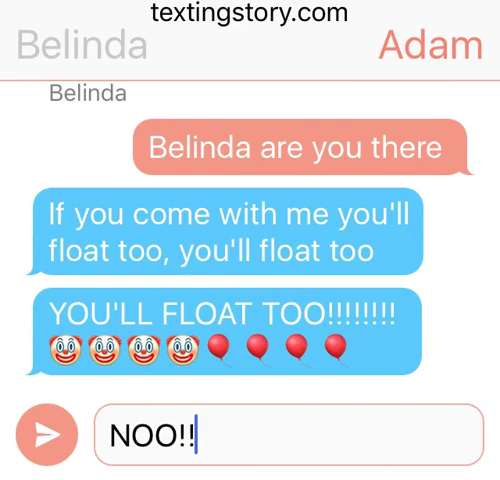 textingstory.com
Belinda Adam
Belinda
Belinda are you there
If you come with me you'll
float too, you'll float too
YOU'LL FLOAT TOO!!!!!!!!
🤡🤡🤡🤡🎈🎈🎈🎈
NOO!!